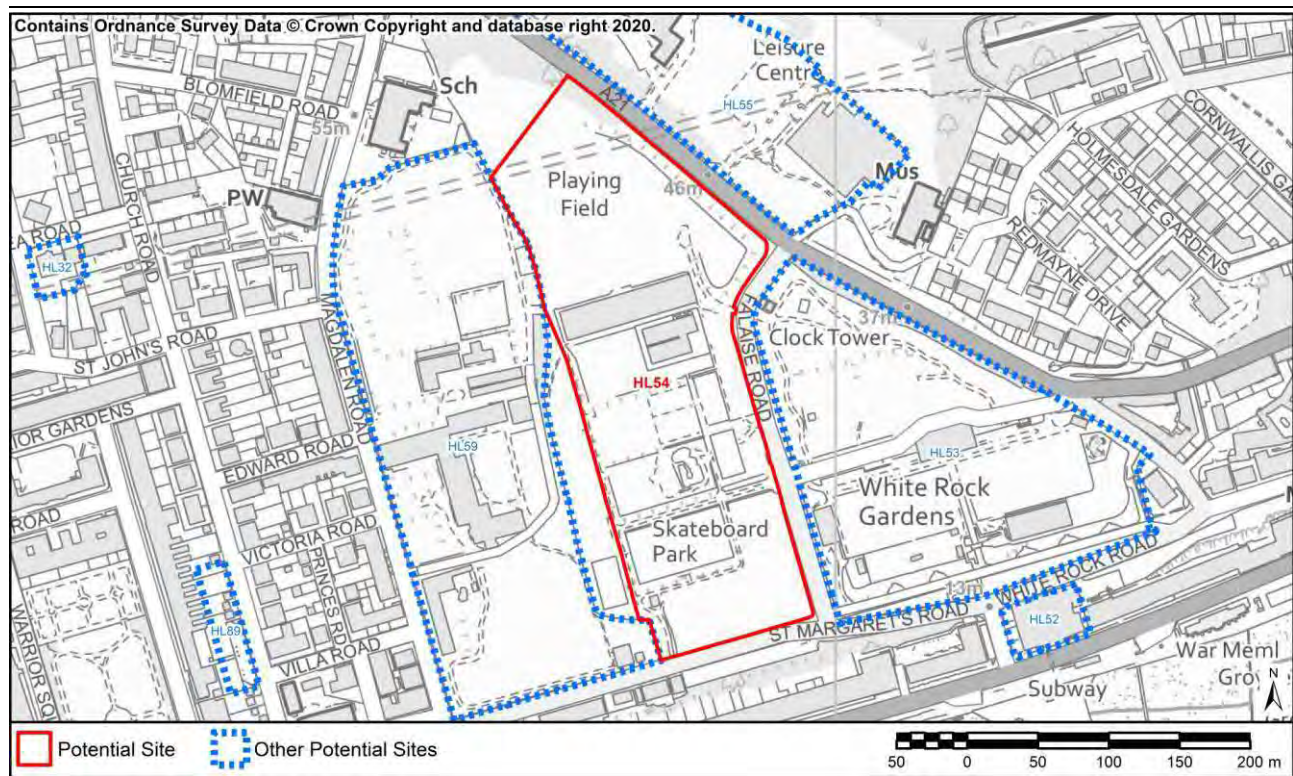 Contains Ordnance Survey Data © Crown Copyright and database right 2020.
Leisure
Centre
A21
HL55
BLOMFIELD ROAD
Sch
55m
CORNWALLIS
HOLMESDALE GARDENS
CHURCH ROAD
PW
Playing
Field
46m
Mus
REDMAYNE DRIVE
ROAD
HL32
MAGDALEN ROAD
FALAISE ROAD
37m
Clock Tower
ST JOHN'S ROAD
HL54
IOR GARDENS
EDWARD ROAD
HL59
HL53
White Rock
Gardens
ROAD
VICTORIA ROAD
Skateboard
Park
PRINCES RD
WARRIOR SQ
HL89
VILLA ROAD
13m
WHITE ROCK ROAD
ST MARGARET'S ROAD
HL52
War Meml
Gro
Subway
N
Potential Site
Other Potential Sites
50 0 50 100 150 200 m